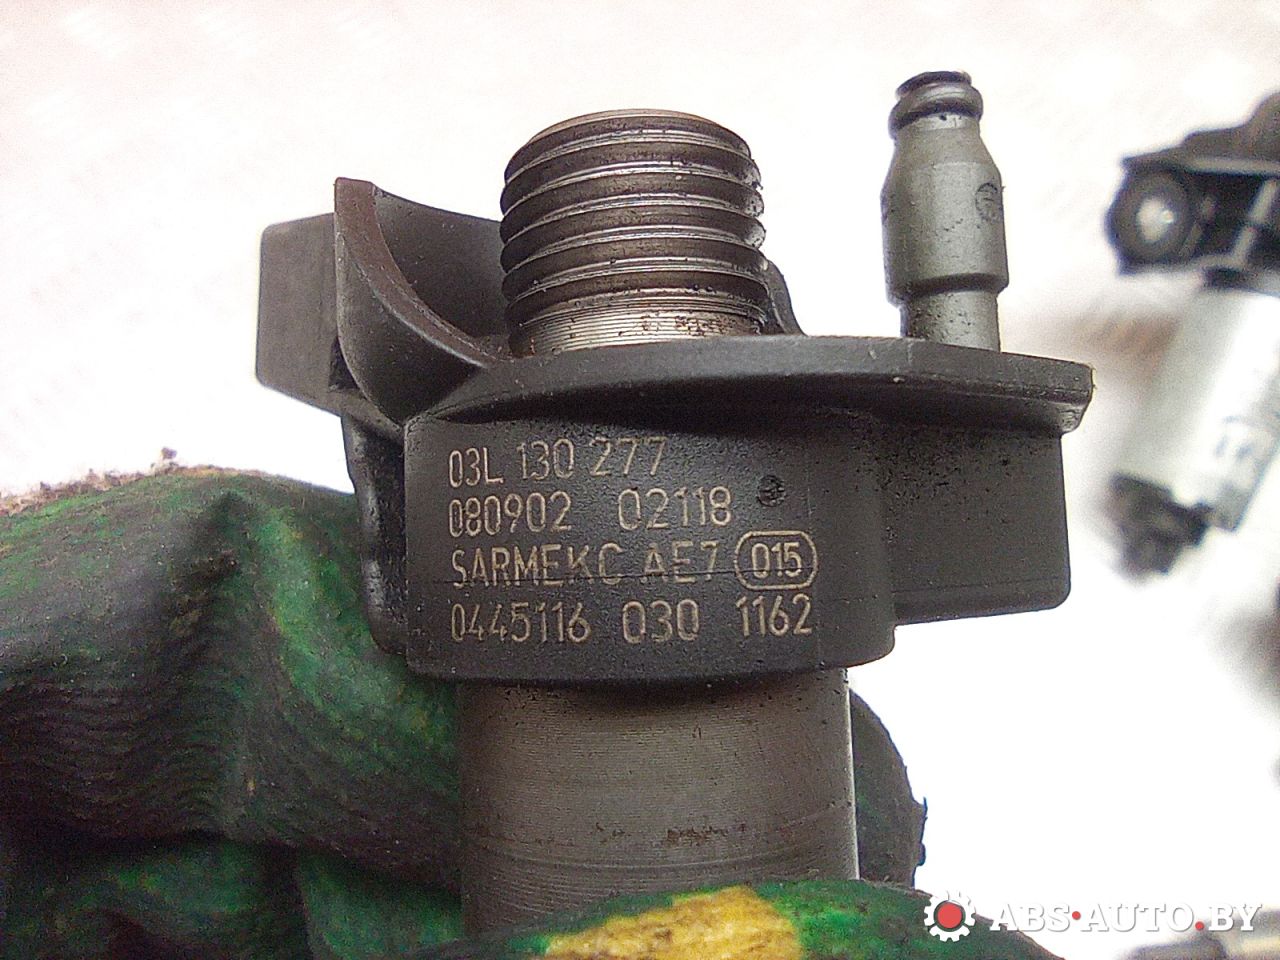 03L 130 277
080902 02118
SARMEKC AE7 015
0445116 030 1162
ABS-AUTO.BY